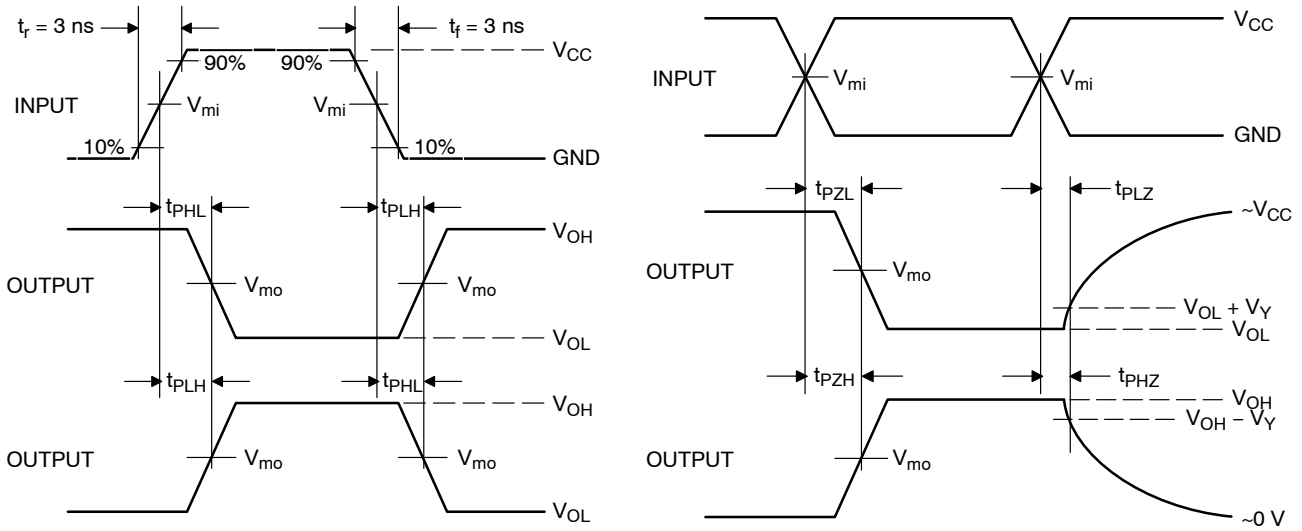 t_r = 3 ns
t_f = 3 ns
V_CC
90%
90%
INPUT
V_mi
V_mi
10%
10%
GND
t_PHL
t_PLH
V_OH
OUTPUT
V_mo
V_mo
V_OL
t_PLH
t_PHL
V_OH
OUTPUT
V_mo
V_mo
V_OL
V_CC
INPUT
V_mi
V_mi
GND
t_PZL
t_PLZ
~V_CC
OUTPUT
V_mo
V_OL + V_Y
V_OL
t_PZH
t_PHZ
V_OH
V_OH − V_Y
OUTPUT
V_mo
~0 V